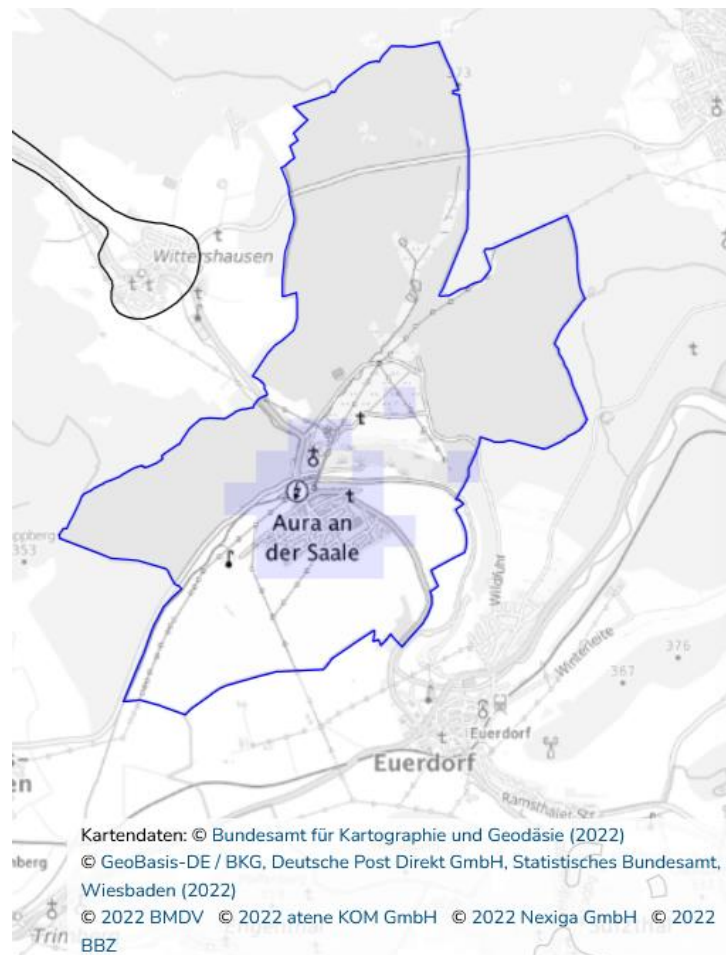 373
Wittershausen
Aura an
der Saale
353
Wildfuhr
Winterleite
376
367
Euerdorf
Euerdorf
Ramsthaler-Str
Kartendaten: © Bundesamt für Kartographie und Geodäsie (2022)
© GeoBasis-DE / BKG, Deutsche Post Direkt GmbH, Statistisches Bundesamt,
Wiesbaden (2022)
© 2022 BMDV © 2022 atene KOM GmbH © 2022 Nexiga GmbH © 2022
BBZ